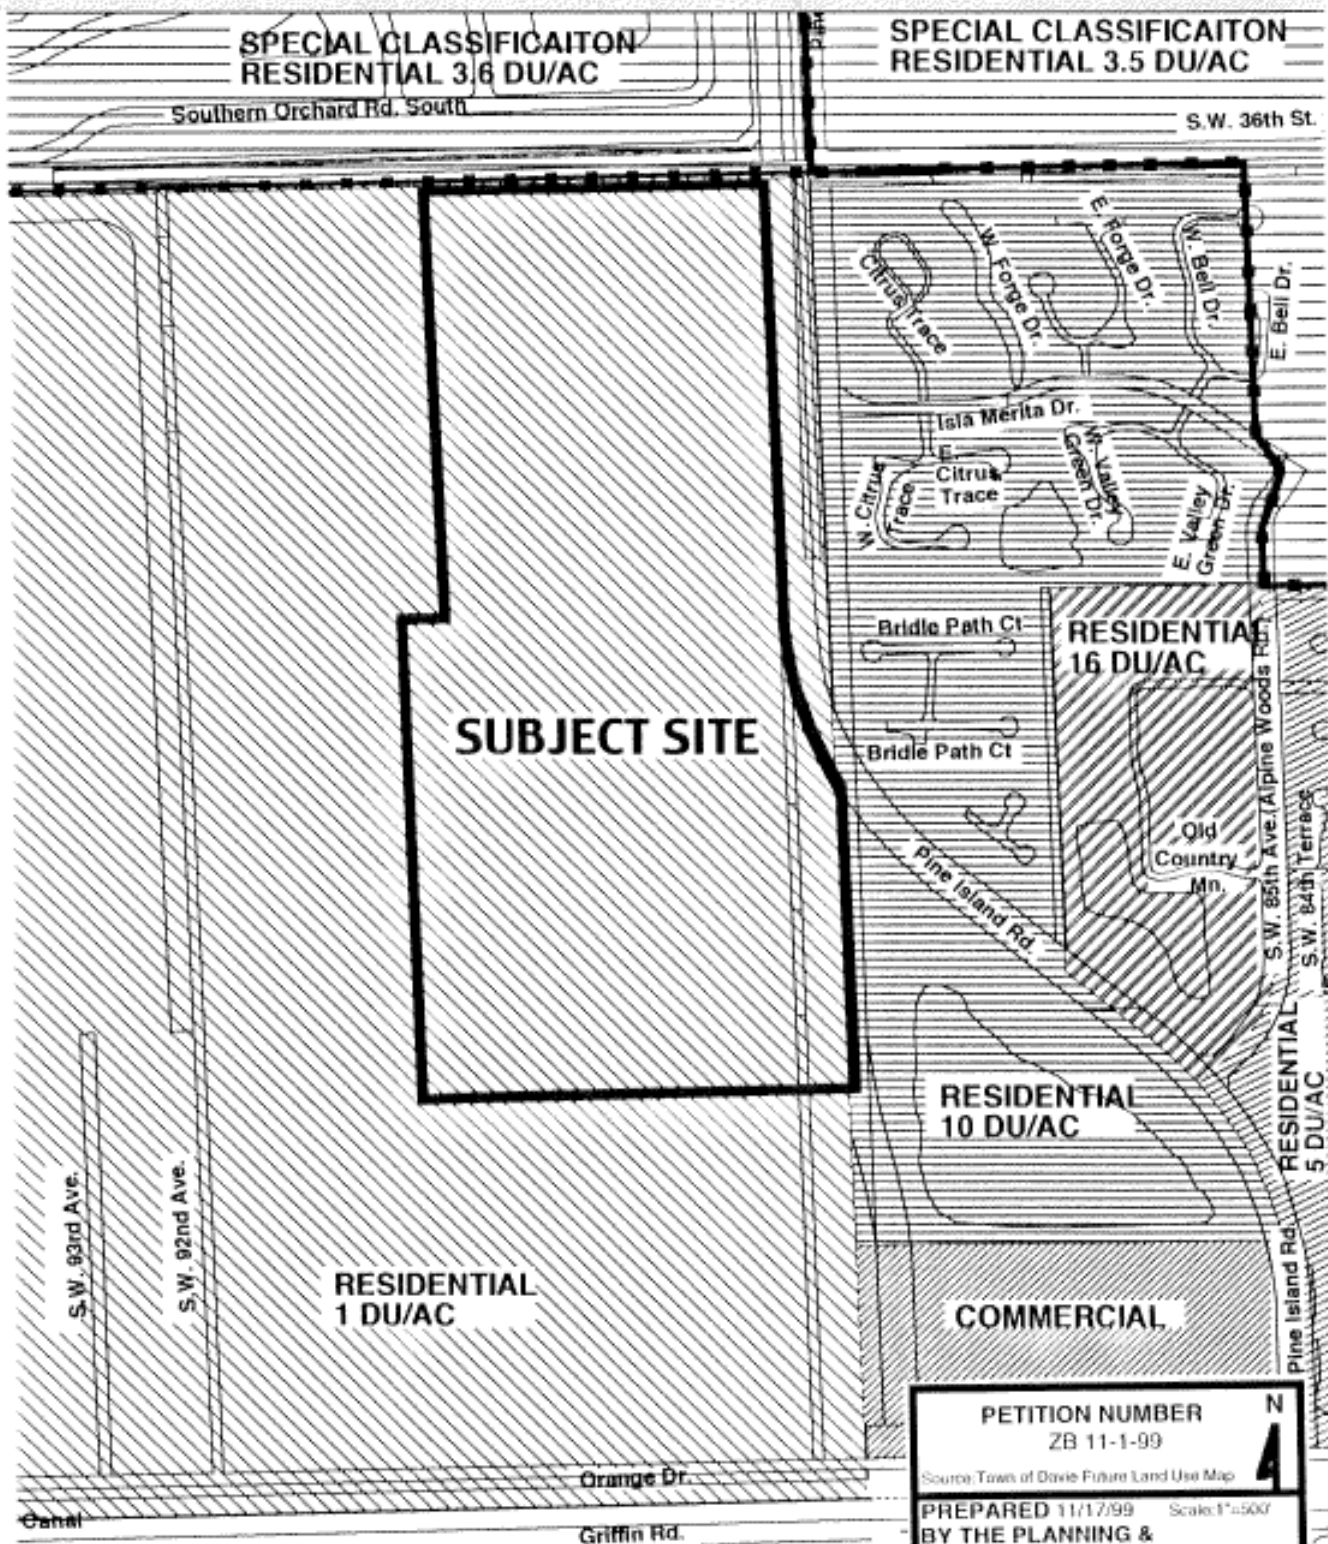 SPECIAL CLASSIFICAITON
RESIDENTIAL 3.6 DU/AC
SPECIAL CLASSIFICAITON
RESIDENTIAL 3.5 DU/AC
Southern Orchard Rd. South
S.W. 36th St.
Citrus Trace
W. Forge Dr.
E. Forge Dr.
W. Bell Dr.
E. Bell Dr.
Isla Merita Dr.
W. Citrus
Trace
E.
Citrus
Trace
W. Valley
Green Dr.
E. Valley
Green Dr.
Bridle Path Ct
RESIDENTIAL
16 DU/AC
SUBJECT SITE
Bridle Path Ct
Pine Island Rd.
Old
Country
Mn.
S.W. 85th Ave.(Alpine Woods Rd)
S.W. 84th Terrace
RESIDENTIAL
5 DU/AC
RESIDENTIAL
10 DU/AC
S.W. 93rd Ave.
S.W. 92nd Ave.
RESIDENTIAL
1 DU/AC
COMMERCIAL
Pine Island Rd.
Orange Dr.
Canal
Griffin Rd.
PETITION NUMBER
ZB 11-1-99
N
Source:Town of Davie Future Land Use Map
PREPARED 11/17/99 Scale:1"=500'
BY THE PLANNING &